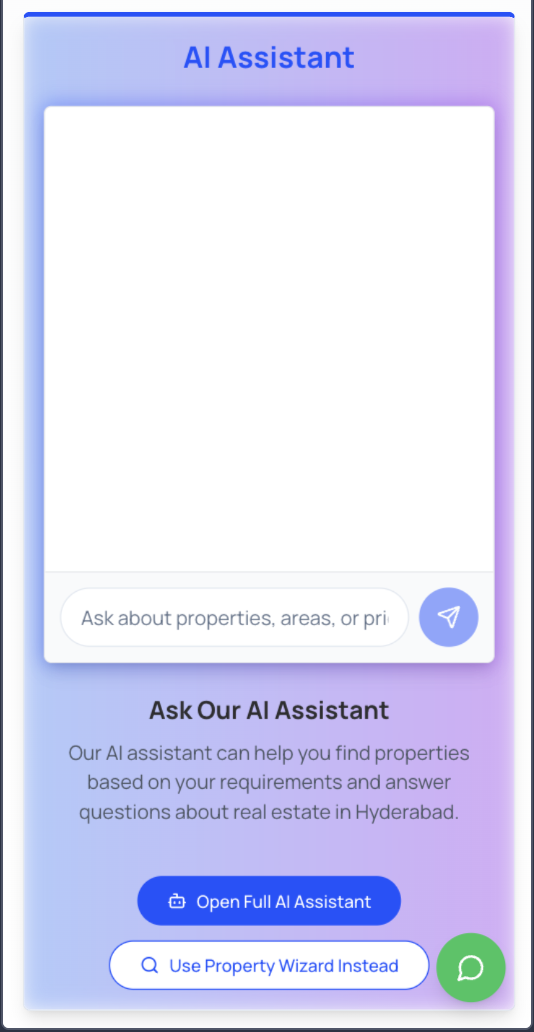 AI Assistant
Ask about properties, areas, or pri
Ask Our AI Assistant
Our AI assistant can help you find properties
based on your requirements and answer
questions about real estate in Hyderabad.
Open Full AI Assistant
Use Property Wizard Instead